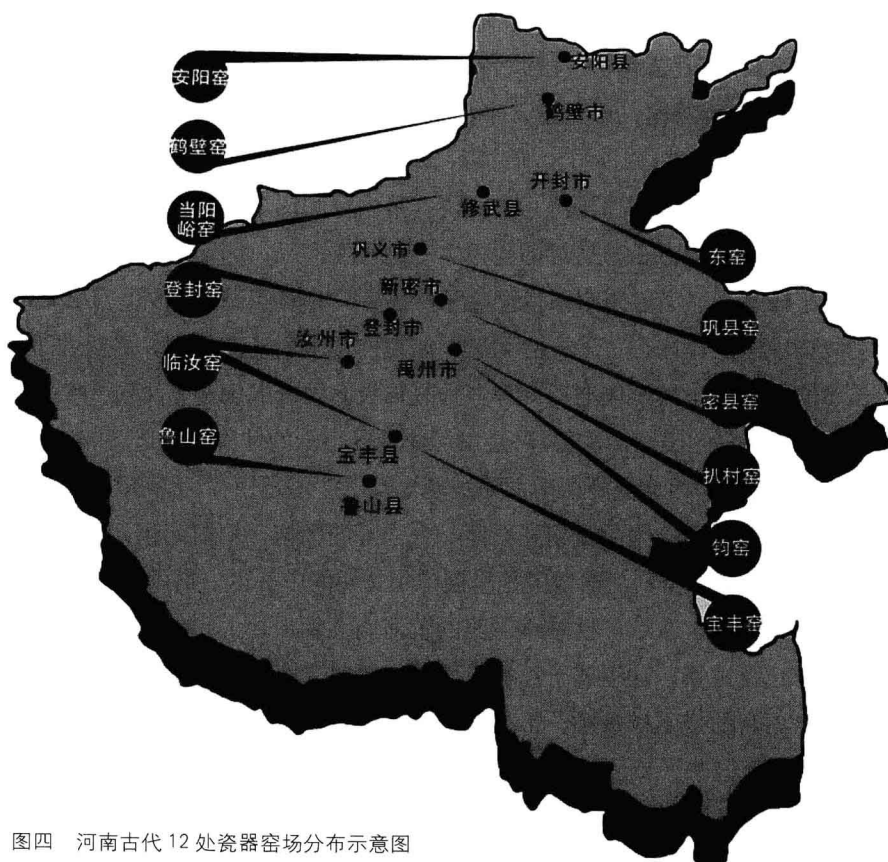 安阳窑
安阳县
鹤壁窑
鹤壁市
当阳
峪窑
修武县
开封市
东窑
巩义市
巩县窑
登封窑
新密市
登封市
密县窑
临汝窑
汝州市
禹州市
扒村窑
鲁山窑
宝丰县
鲁山县
钧窑
宝丰窑
图四 河南古代12处瓷器窑场分布示意图